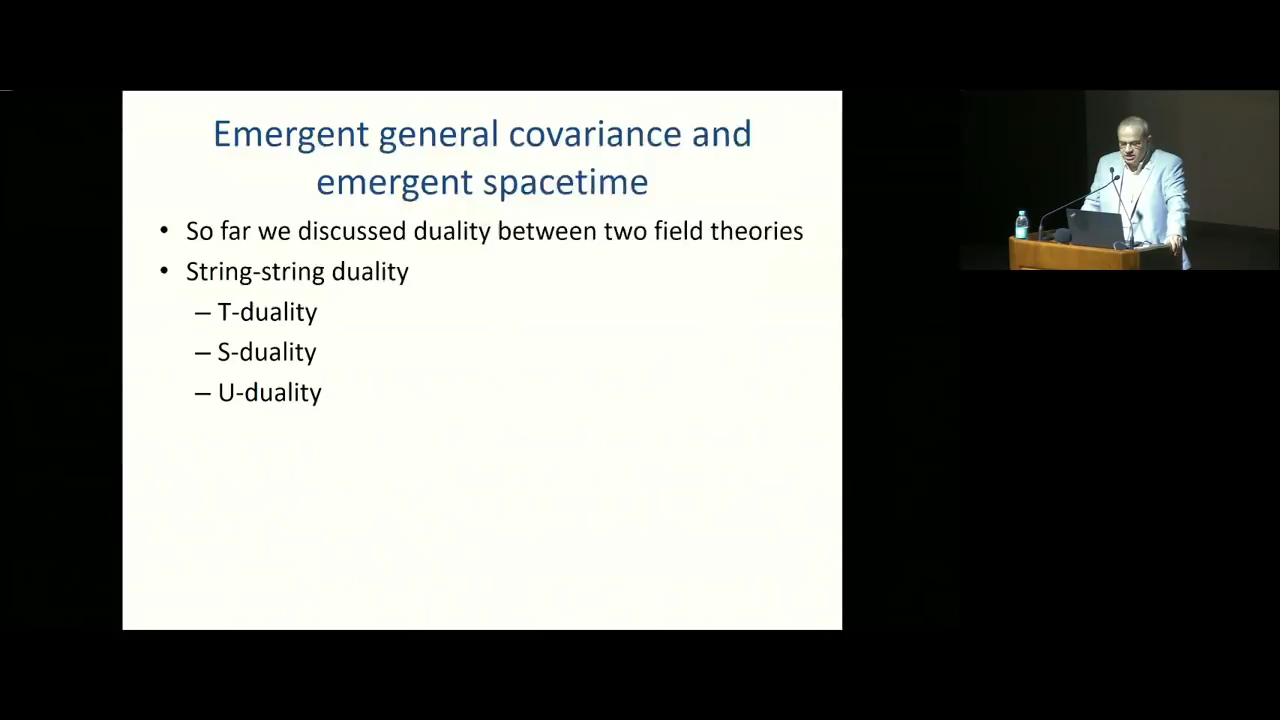 Emergent general covariance and
emergent spacetime
• So far we discussed duality between two field theories
• String-string duality
– T-duality
– S-duality
– U-duality